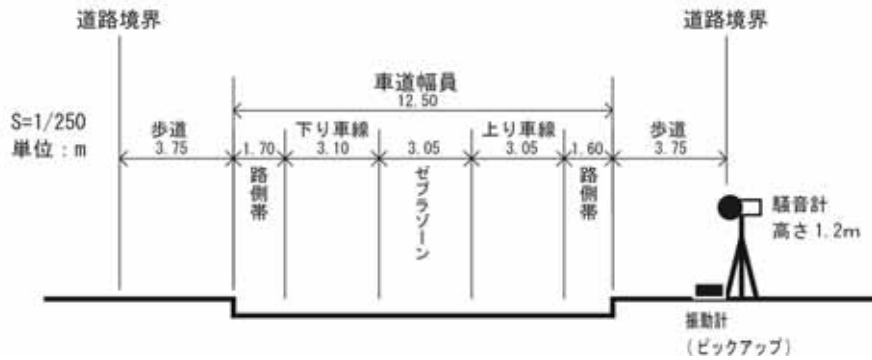 道路境界
道路境界
車道幅員
12.50
S=1/250
単位：m
歩道
3.75
1.70
下り車線
3.10
3.05
上り車線
3.05
1.60
歩道
3.75
路側帯
ゼブラゾーン
路側帯
騒音計
高さ1.2m
振動計
(ピックアップ)